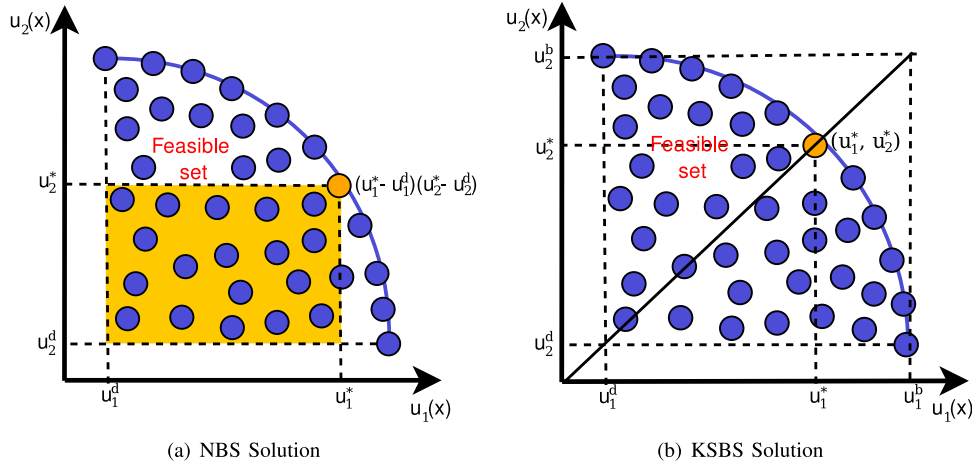 u₂(x)
Feasible
set
u₂*
(u₁* - u₁ᵈ)(u₂* - u₂ᵈ)
u₂ᵈ
u₁ᵈ
u₁*
u₁(x)
(a) NBS Solution
u₂(x)
u₂ᵇ
u₂*
Feasible
set
(u₁*, u₂*)
u₂ᵈ
u₁ᵈ
u₁*
u₁ᵇ
u₁(x)
(b) KSBS Solution